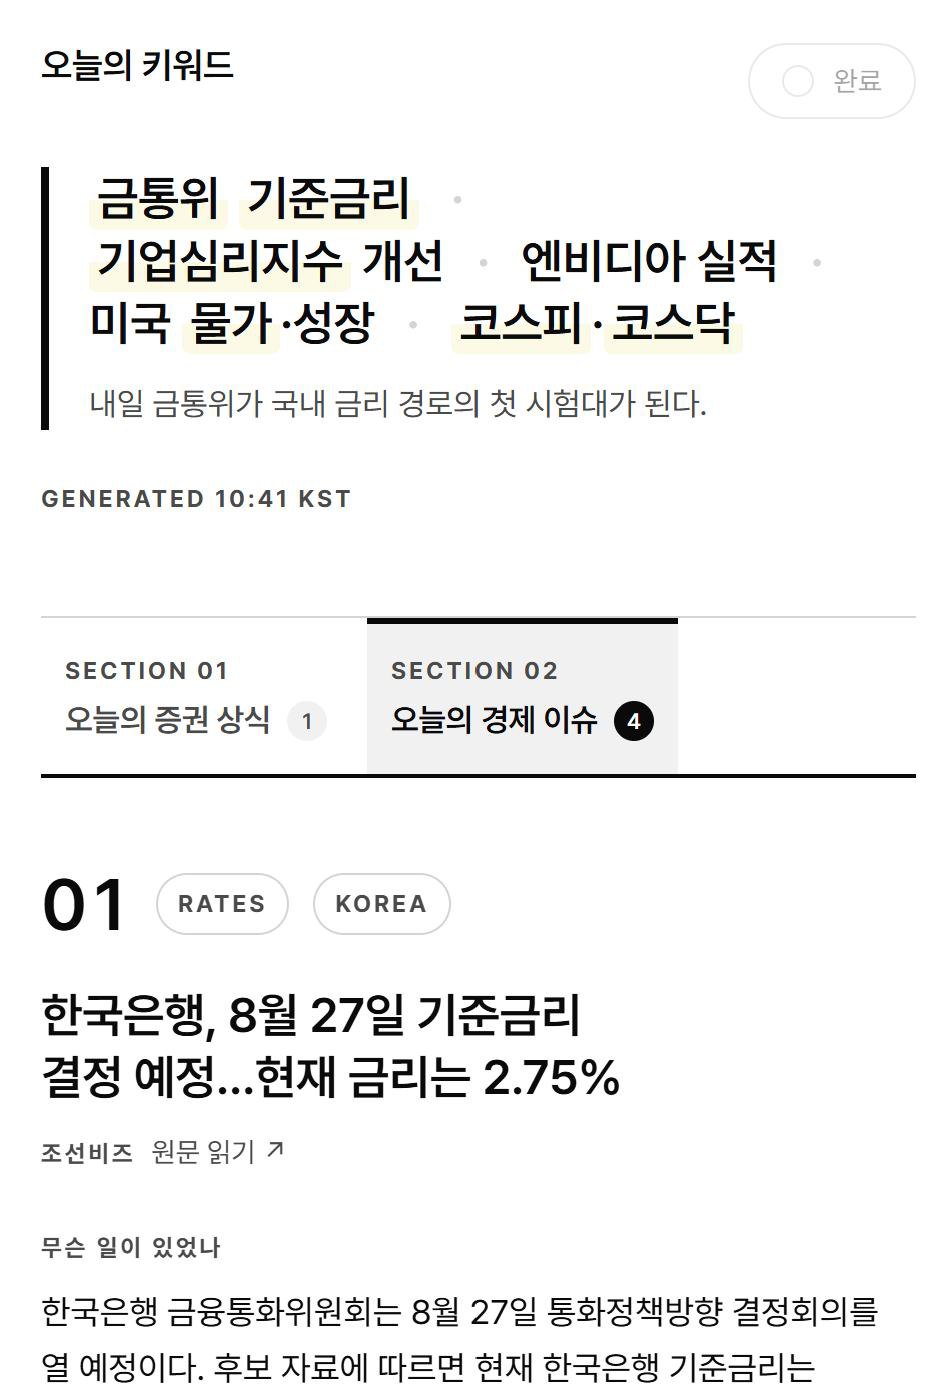 오늘의 키워드
완료
금통위 기준금리 •
기업심리지수 개선 • 엔비디아 실적 •
미국 물가·성장 • 코스피·코스닥
내일 금통위가 국내 금리 경로의 첫 시험대가 된다.
GENERATED 10:41 KST
SECTION 01
오늘의 증권 상식 1
SECTION 02
오늘의 경제 이슈 4
01 RATES KOREA
한국은행, 8월 27일 기준금리
결정 예정…현재 금리는 2.75%
조선비즈 원문 읽기 ↗
무슨 일이 있었나
한국은행 금융통화위원회는 8월 27일 통화정책방향 결정회의를
열 예정이다. 후보 자료에 따르면 현재 한국은행 기준금리는